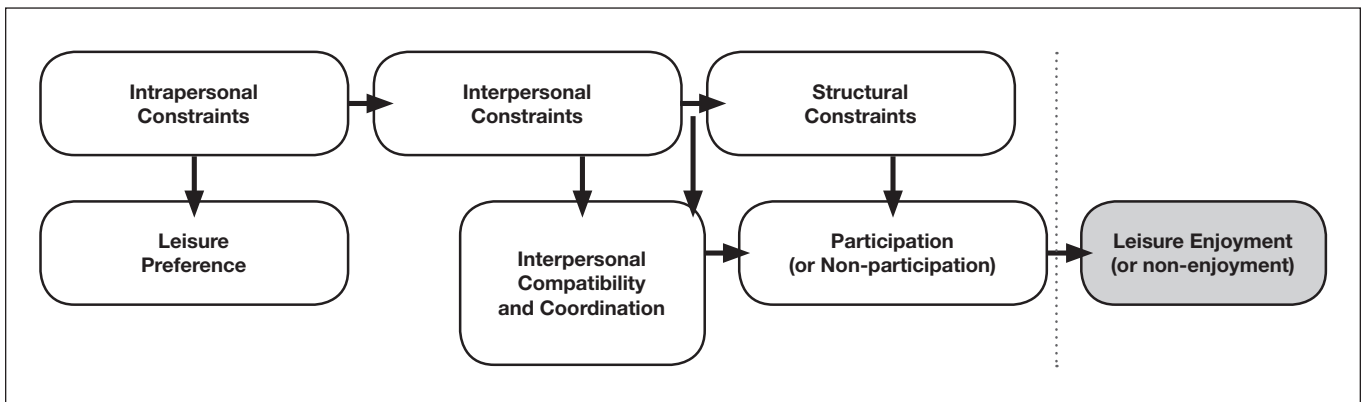 Intrapersonal
Constraints
Interpersonal
Constraints
Structural
Constraints
Leisure
Preference
Interpersonal
Compatibility
and Coordination
Participation
(or Non-participation)
Leisure Enjoyment
(or non-enjoyment)